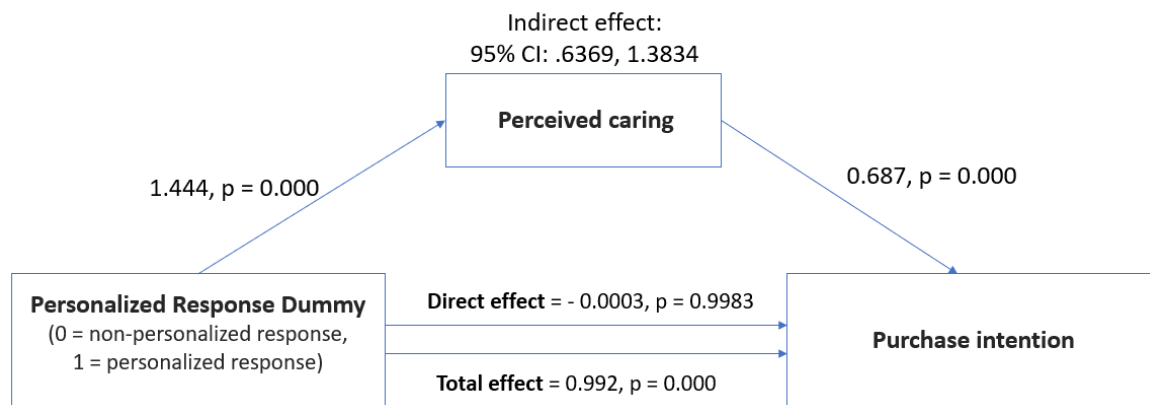 Indirect effect:
95% CI: .6369, 1.3834
Perceived caring
1.444, p = 0.000
0.687, p = 0.000
Personalized Response Dummy
(0 = non-personalized response,
1 = personalized response)
Direct effect = - 0.0003, p = 0.9983
Total effect = 0.992, p = 0.000
Purchase intention